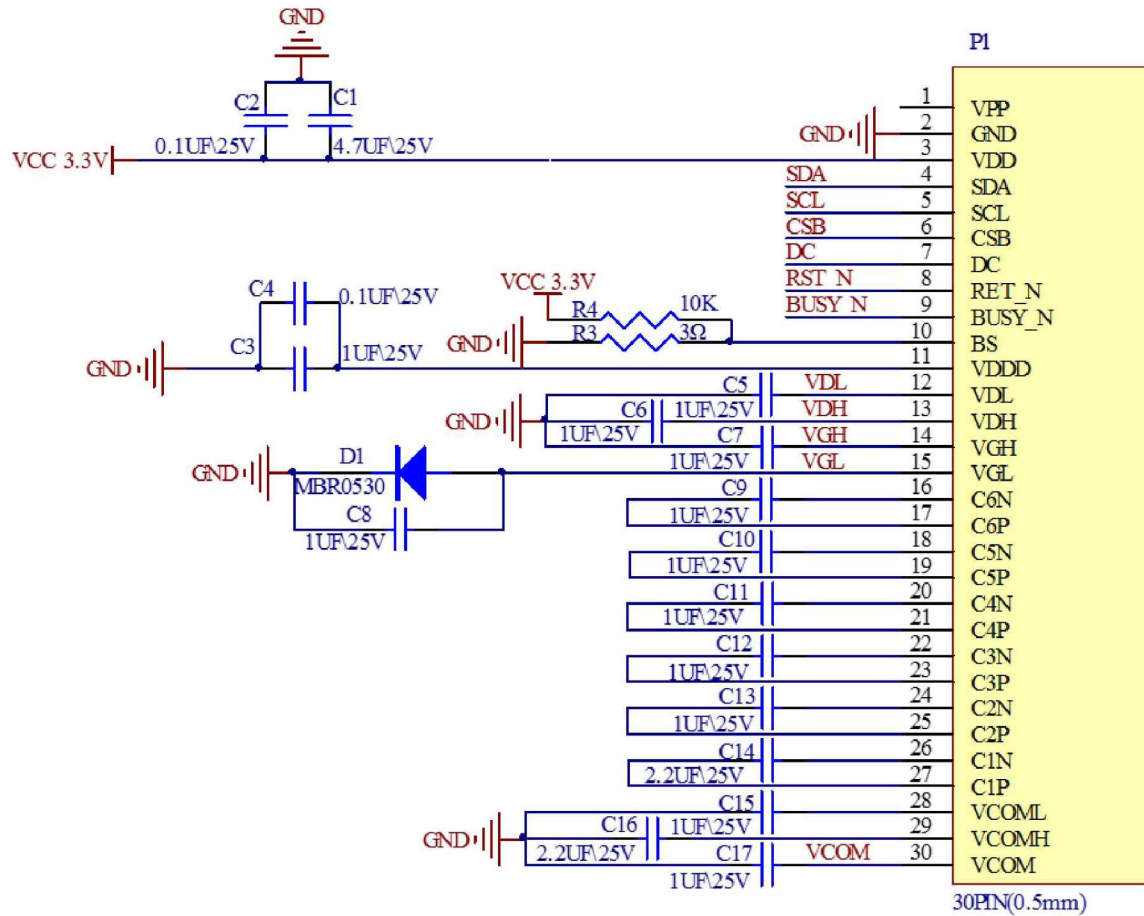 GND
P1
C2 C1
0.1UF\25V 4.7UF\25V
VCC 3.3V
1 VPP
GND 2 GND
3 VDD
SDA 4 SDA
SCL 5 SCL
CSB 6 CSB
DC 7 DC
RST_N 8 RET_N
BUSY_N 9 BUSY_N
VCC 3.3V
C4 0.1UF\25V
R4 10K
GND R3 3Ω
10 BS
GND C3 1UF\25V
11 VDDD
C5 VDL 12 VDL
1UF\25V
GND C6 VDH 13 VDH
1UF\25V
C7 VGH 14 VGH
1UF\25V
GND D1 VGL 15 VGL
MBR0530
C8
1UF\25V
C9 16 C6N
1UF\25V 17 C6P
C10 18 C5N
1UF\25V 19 C5P
C11 20 C4N
1UF\25V 21 C4P
C12 22 C3N
1UF\25V 23 C3P
C13 24 C2N
1UF\25V 25 C2P
C14 26 C1N
2.2UF\25V 27 C1P
C15 28 VCOML
1UF\25V
GND C16 29 VCOMH
2.2UF\25V
C17 VCOM 30 VCOM
1UF\25V
30PIN(0.5mm)